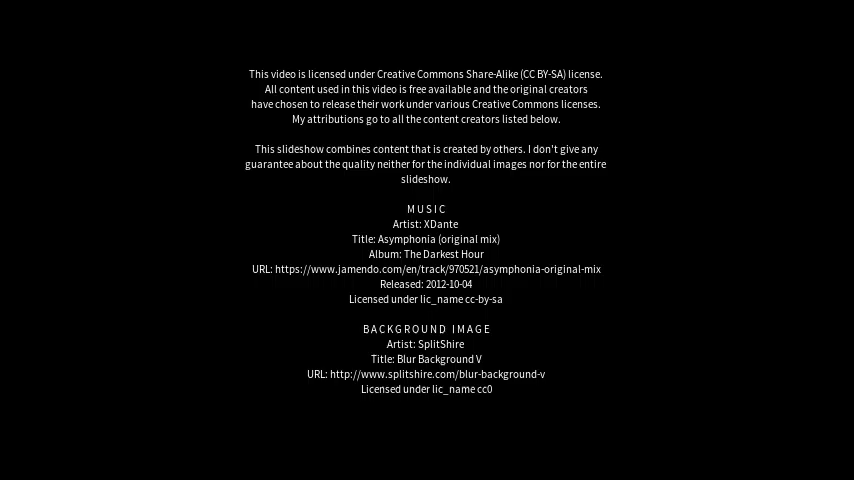 This video is licensed under Creative Commons Share-Alike (CC BY-SA) license.
All content used in this video is free available and the original creators
have chosen to release their work under various Creative Commons licenses.
My attributions go to all the content creators listed below.
This slideshow combines content that is created by others. I don't give any
guarantee about the quality neither for the individual images nor for the entire
slideshow.
MUSIC
Artist: XDante
Title: Asymphonia (original mix)
Album: The Darkest Hour
URL: https://www.jamendo.com/en/track/970521/asymphonia-original-mix
Released: 2012-10-04
Licensed under lic_name cc-by-sa
BACKGROUND IMAGE
Artist: SplitShire
Title: Blur Background V
URL: http://www.splitshire.com/blur-background-v
Licensed under lic_name cc0